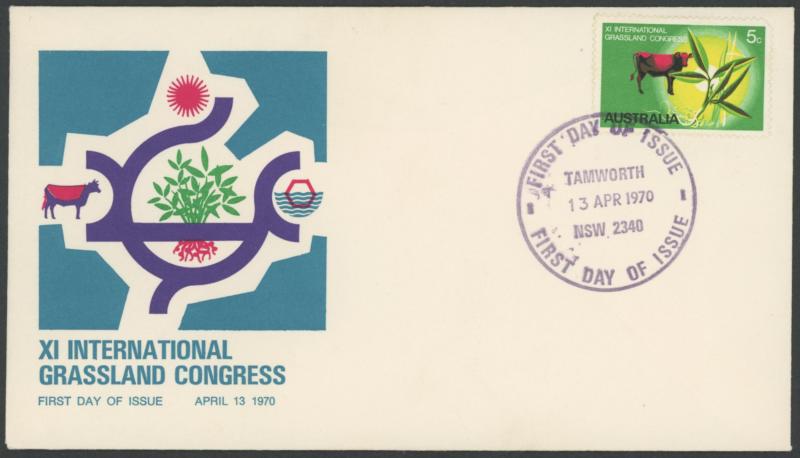 XI INTERNATIONAL
GRASSLAND CONGRESS
5c
AUSTRALIA
FIRST DAY OF ISSUE
TAMWORTH
13 APR 1970
NSW, 2340
FIRST DAY OF ISSUE
XI INTERNATIONAL
GRASSLAND CONGRESS
FIRST DAY OF ISSUE APRIL 13 1970